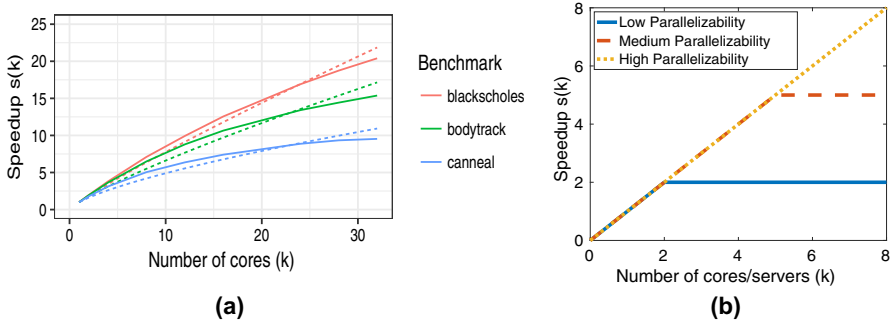 25
20
15
10
5
0
Speedup s(k)
0
10
20
30
Number of cores (k)
Benchmark
blackscholes
bodytrack
canneal
(a)
8
6
4
2
0
Speedup s(k)
Low Parallelizability
Medium Parallelizability
High Parallelizability
0
2
4
6
8
Number of cores/servers (k)
(b)